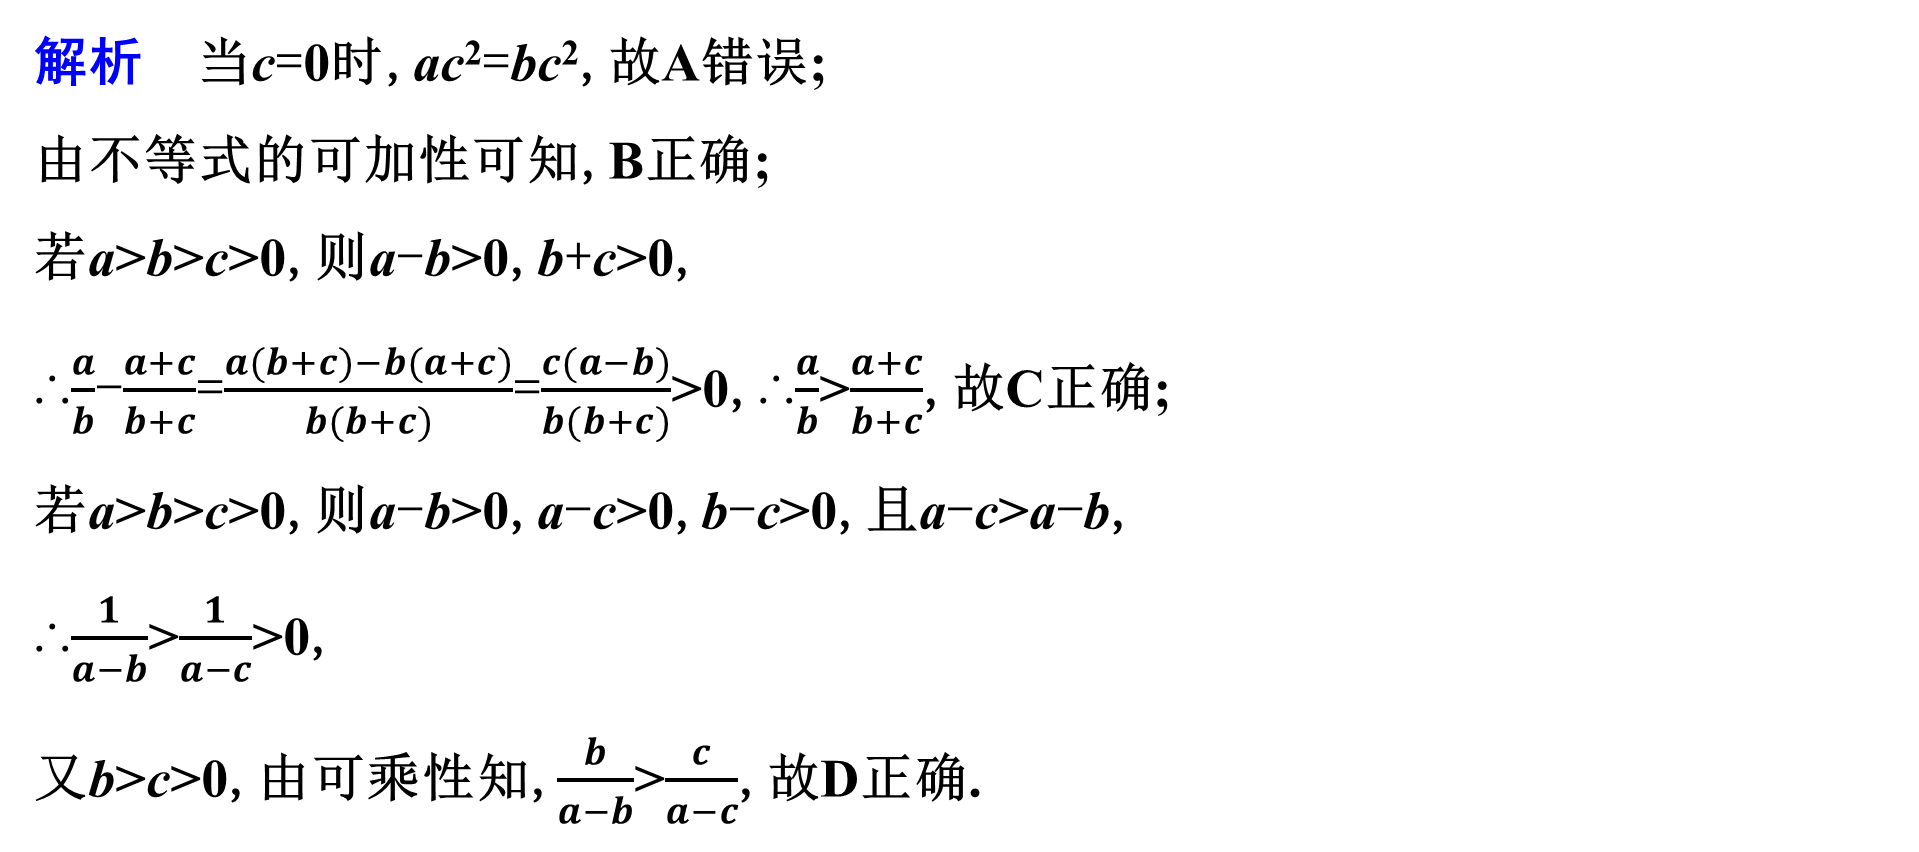 解析 当c=0时, ac²=bc², 故A错误;
由不等式的可加性可知, B正确;
若a>b>c>0, 则a−b>0, b+c>0,
∴a/b−(a+c)/(b+c)=(a(b+c)−b(a+c))/(b(b+c))=(c(a−b))/(b(b+c))>0, ∴a/b>(a+c)/(b+c), 故C正确;
若a>b>c>0, 则a−b>0, a−c>0, b−c>0, 且a−c>a−b,
∴1/(a−b)>1/(a−c)>0,
又b>c>0, 由可乘性知, b/(a−b)>c/(a−c), 故D正确.